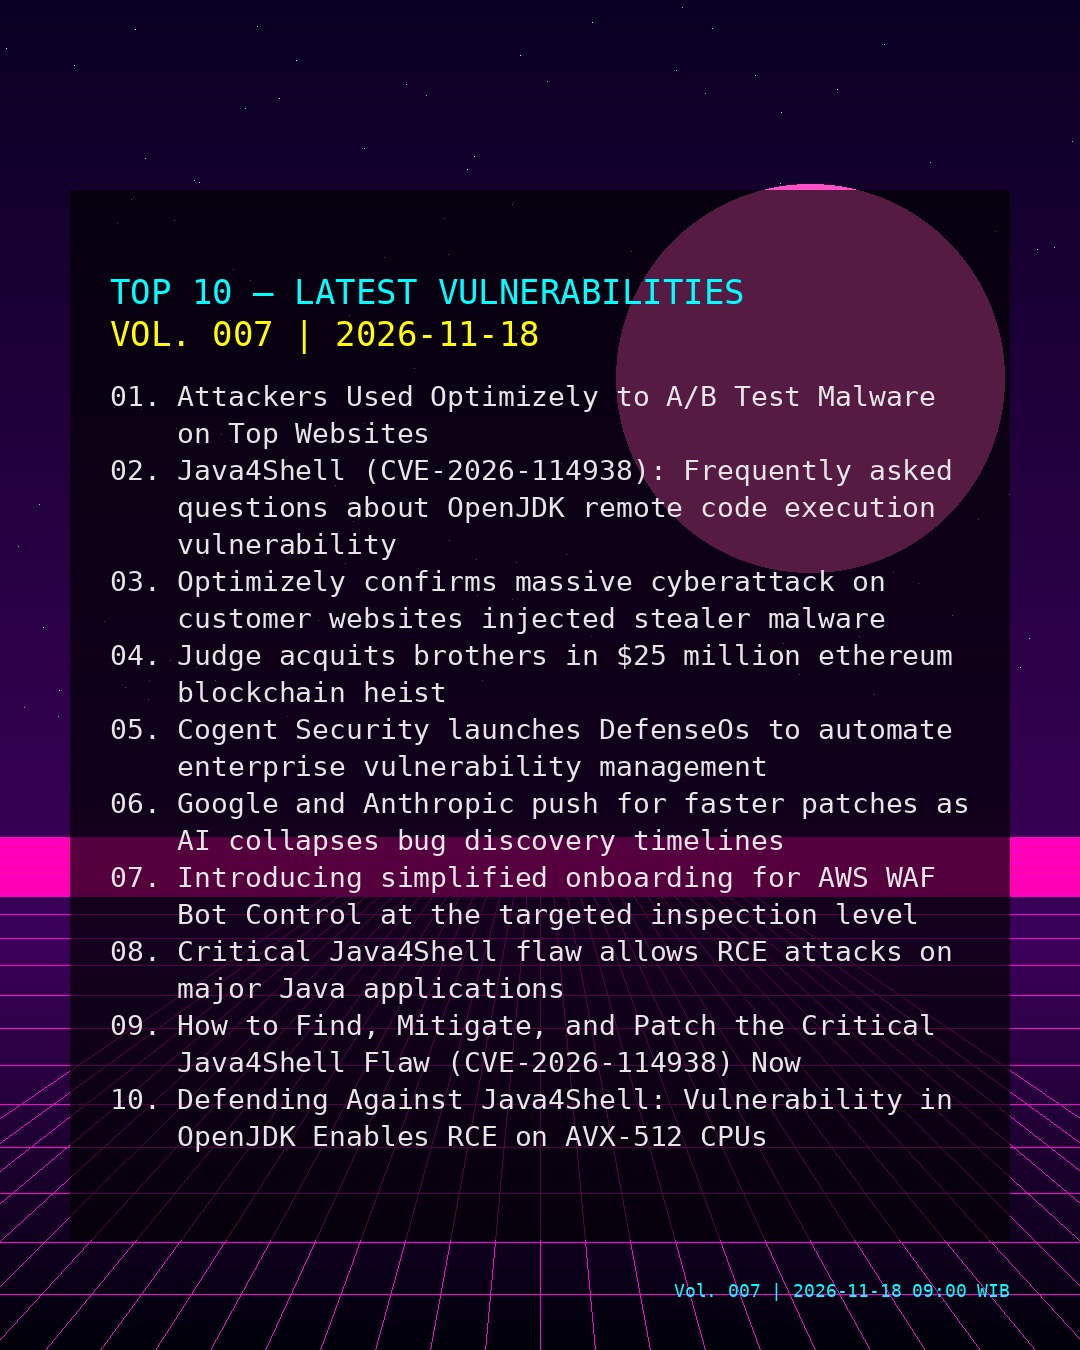 TOP 10 — LATEST VULNERABILITIES
VOL. 007 | 2026-11-18
01. Attackers Used Optimizely to A/B Test Malware
on Top Websites
02. Java4Shell (CVE-2026-114938): Frequently asked
questions about OpenJDK remote code execution
vulnerability
03. Optimizely confirms massive cyberattack on
customer websites injected stealer malware
04. Judge acquits brothers in $25 million ethereum
blockchain heist
05. Cogent Security launches DefenseOs to automate
enterprise vulnerability management
06. Google and Anthropic push for faster patches as
AI collapses bug discovery timelines
07. Introducing simplified onboarding for AWS WAF
Bot Control at the targeted inspection level
08. Critical Java4Shell flaw allows RCE attacks on
major Java applications
09. How to Find, Mitigate, and Patch the Critical
Java4Shell Flaw (CVE-2026-114938) Now
10. Defending Against Java4Shell: Vulnerability in
OpenJDK Enables RCE on AVX-512 CPUs
Vol. 007 | 2026-11-18 09:00 WIB